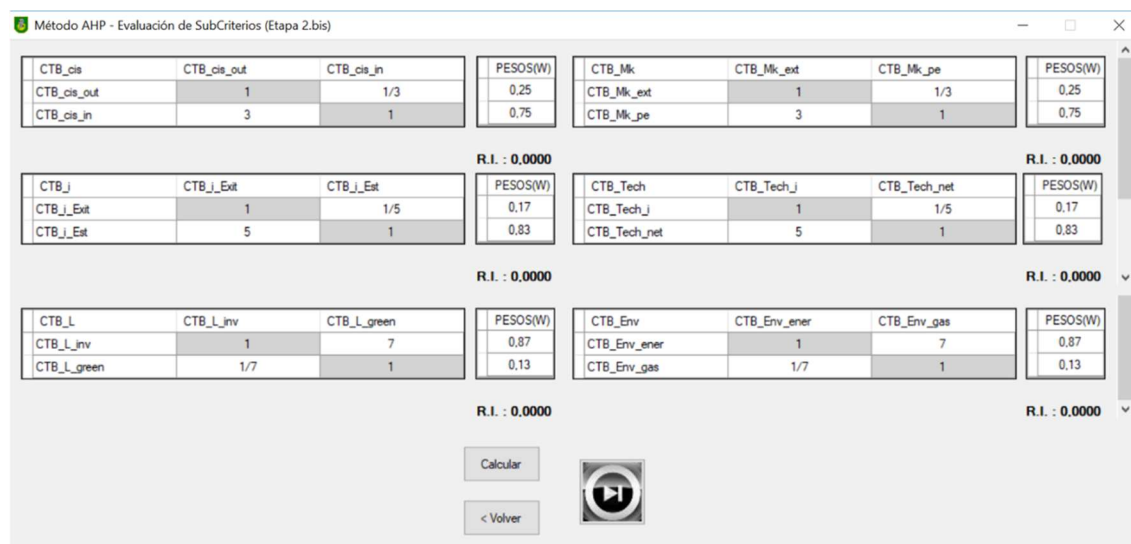 Método AHP - Evaluación de SubCriterios (Etapa 2.bis)
CTB_cis CTB_cis_out CTB_cis_in PESOS(W) CTB_Mk CTB_Mk_ext CTB_Mk_pe PESOS(W)
CTB_cis_out 1 1/3 0,25 CTB_Mk_ext 1 1/3 0,25
CTB_cis_in 3 1 0,75 CTB_Mk_pe 3 1 0,75
R.I. : 0,0000 R.I. : 0,0000
CTB_i CTB_i_Exit CTB_i_Est PESOS(W) CTB_Tech CTB_Tech_i CTB_Tech_net PESOS(W)
CTB_i_Exit 1 1/5 0,17 CTB_Tech_i 1 1/5 0,17
CTB_i_Est 5 1 0,83 CTB_Tech_net 5 1 0,83
R.I. : 0,0000 R.I. : 0,0000
CTB_L CTB_L_inv CTB_L_green PESOS(W) CTB_Env CTB_Env_ener CTB_Env_gas PESOS(W)
CTB_L_inv 1 7 0,87 CTB_Env_ener 1 7 0,87
CTB_L_green 1/7 1 0,13 CTB_Env_gas 1/7 1 0,13
R.I. : 0,0000 R.I. : 0,0000
Calcular
< Volver